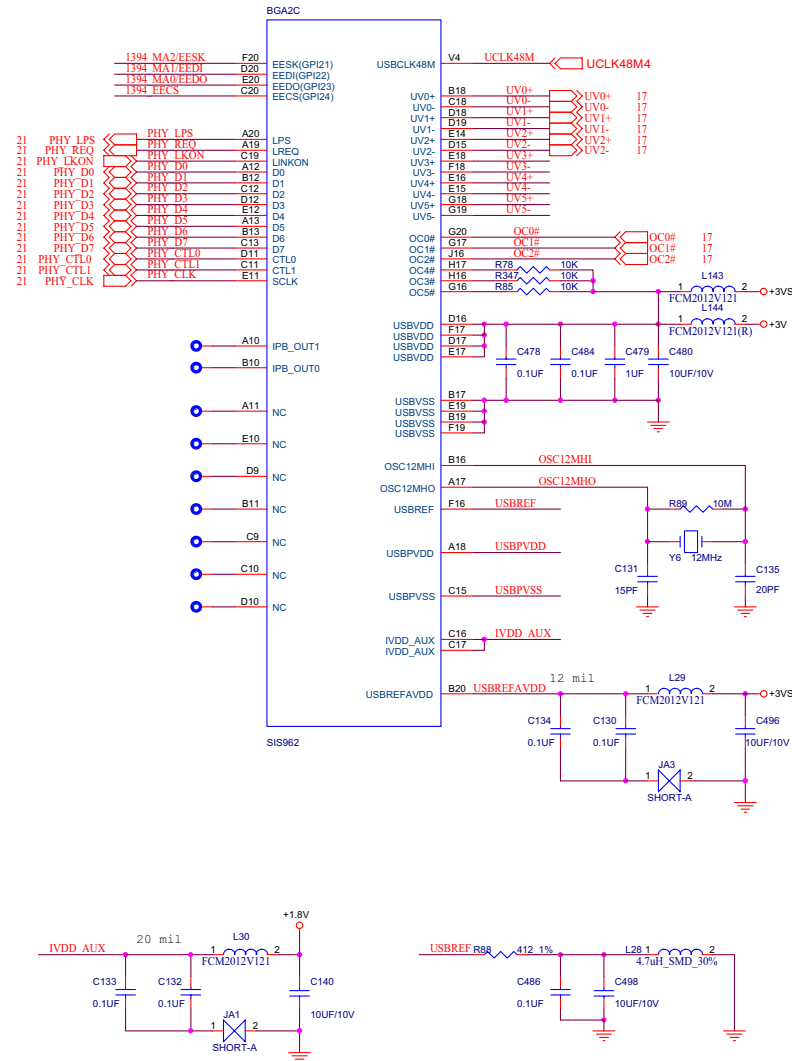 BGA2C
1394_MA2/EESK F20 EESK(GPI21) USBCLK48M V4 UCLK48M UCLK48M4
1394_MA1/EEDI D20 EEDI(GPI22)
1394_MA0/EEDO E20 EEDO(GPI23)
1394_EECS C20 EECS(GPI24)
UV0+ B18 UV0+ UV0+ 17
UV0- C18 UV0- UV0- 17
UV1+ D18 UV1+ UV1+ 17
UV1- D19 UV1- UV1- 17
21 PHY_LPS PHY_LPS A20 LPS UV2+ E14 UV2+ UV2+ 17
21 PHY_REQ PHY_REQ A19 LREQ UV2- D15 UV2- UV2- 17
21 PHY_LKON PHY_LKON C19 LINKON UV3+ E18 UV3+
21 PHY_D0 PHY_D0 A12 D0 UV3- F18 UV3-
21 PHY_D1 PHY_D1 B12 D1 UV4+ E16 UV4+
21 PHY_D2 PHY_D2 C12 D2 UV4- E15 UV4-
21 PHY_D3 PHY_D3 D12 D3 UV5+ G18 UV5+
21 PHY_D4 PHY_D4 E12 D4 UV5- G19 UV5-
21 PHY_D5 PHY_D5 A13 D5
21 PHY_D6 PHY_D6 B13 D6 OC0# G20 OC0# OC0# 17
21 PHY_D7 PHY_D7 C13 D7 OC1# G17 OC1# OC1# 17
21 PHY_CTL0 PHY_CTL0 D11 CTL0 OC2# J16 OC2# OC2# 17
21 PHY_CTL1 PHY_CTL1 C11 CTL1 OC4# H17 R78 10K
21 PHY_CLK PHY_CLK E11 SCLK OC3# H16 R347 10K
OC5# G16 R85 10K
L143
1 2 +3VS
FCM2012V121
L144
1 2 +3V
FCM2012V121(R)
USBVDD D16
USBVDD F17
USBVDD D17
USBVDD E17
A10 IPB_OUT1
B10 IPB_OUT0
C478 C484 C479 C480
0.1UF 0.1UF 1UF 10UF/10V
A11 NC
USBVSS B17
USBVSS E19
USBVSS B19
USBVSS F19
E10 NC
OSC12MHI B16 OSC12MHI
D9 NC
OSC12MHO A17 OSC12MHO
B11 NC
USBREF F16 USBREF
R89 10M
C9 NC
USBPVDD A18 USBPVDD
Y6 12MHz
C10 NC
C131 C135
15PF 20PF
USBPVSS C15 USBPVSS
D10 NC
IVDD_AUX C16 IVDD_AUX
IVDD_AUX C17
12 mil
L29
USBREFAVDD B20 USBREFAVDD 1 2 +3VS
FCM2012V121
C134 C130 C496
0.1UF 0.1UF 10UF/10V
SIS962
JA3
1 2
SHORT-A
+1.8V
20 mil
L30
IVDD_AUX 1 2
FCM2012V121
C133 C132 C140
0.1UF 0.1UF 10UF/10V
JA1
1 2
SHORT-A
USBREF R88 412 1% L28 1 2
4.7uH_SMD_30%
C486 C498
0.1UF 10UF/10V